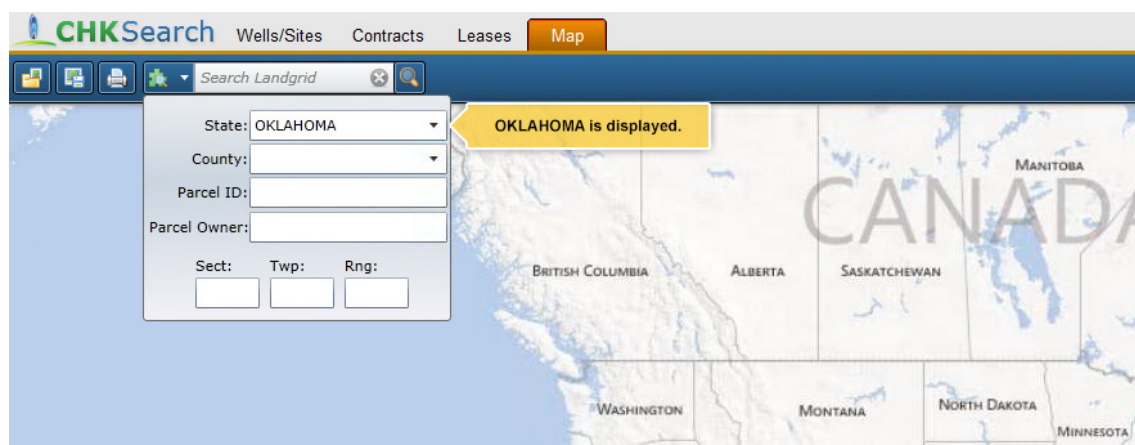 CHKSearch Wells/Sites Contracts Leases Map
Search Landgrid
State: OKLAHOMA
OKLAHOMA is displayed.
County:
Parcel ID:
Parcel Owner:
Sect: Twp: Rng:
MANITOBA
CANADA
BRITISH COLUMBIA ALBERTA SASKATCHEWAN
WASHINGTON MONTANA NORTH DAKOTA
MINNESOTA